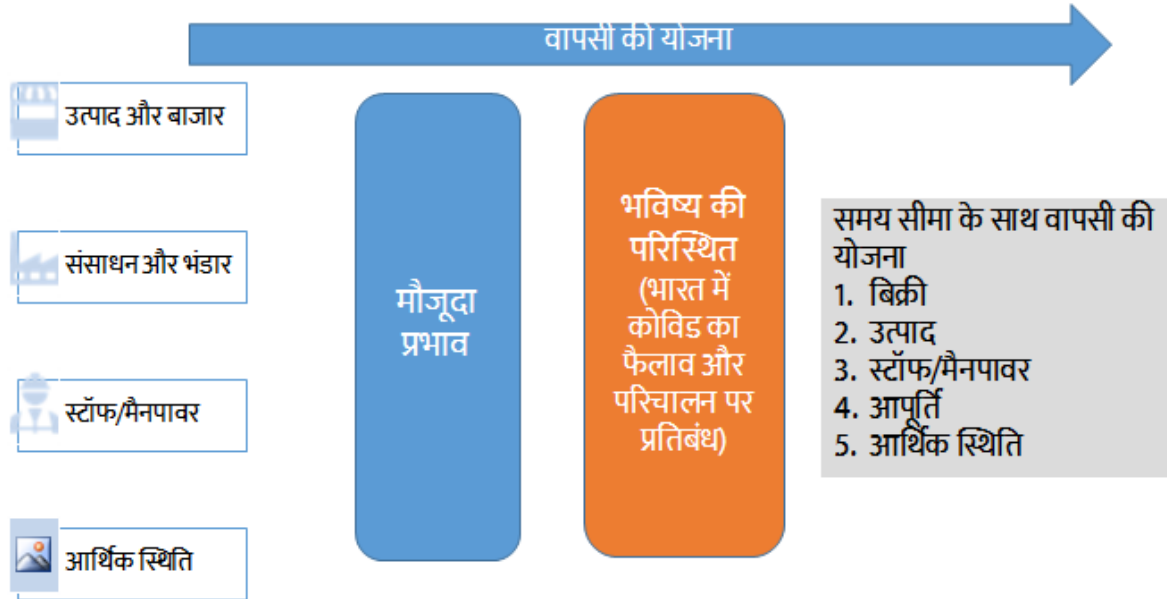 वापसी की योजना
उत्पाद और बाजार
संसाधन और भंडार
स्टॉफ/मैनपावर
आर्थिक स्थिति
मौजूदा
प्रभाव
भविष्य की
परिस्थित
(भारत में
कोविड का
फैलाव और
परिचालन पर
प्रतिबंध)
समय सीमा के साथ वापसी की
योजना
1. बिक्री
2. उत्पाद
3. स्टॉफ/मैनपावर
4. आपूर्ति
5. आर्थिक स्थिति